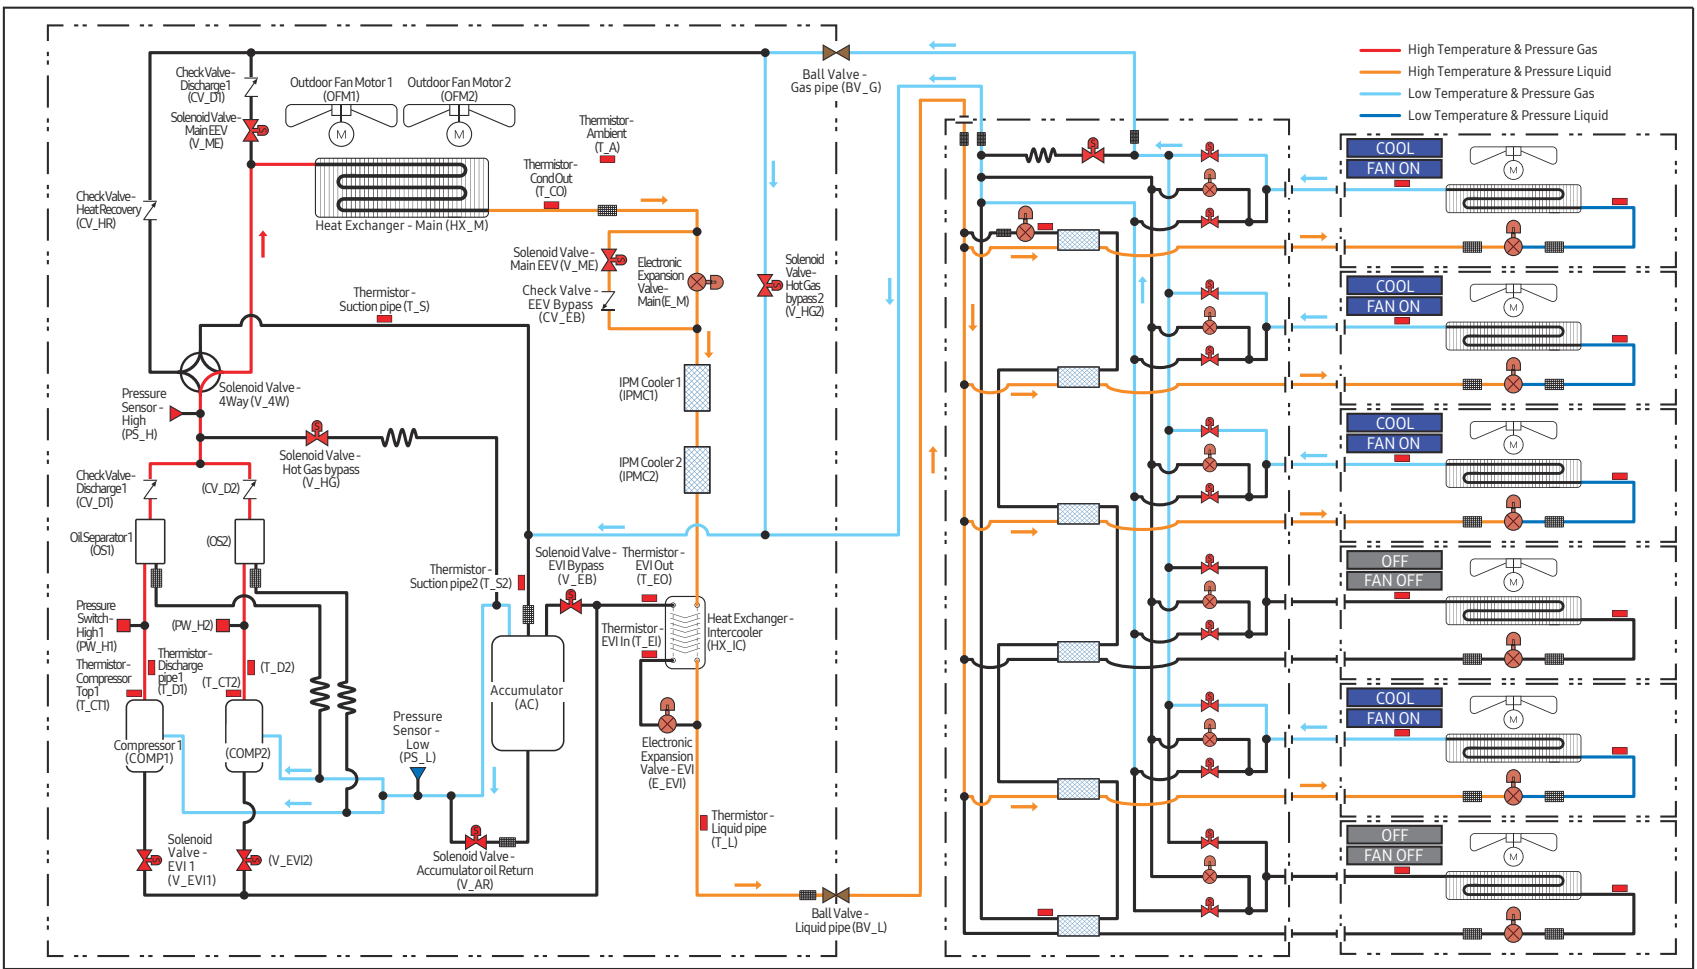 High Temperature & Pressure Gas
High Temperature & Pressure Liquid
Low Temperature & Pressure Gas
Low Temperature & Pressure Liquid
Check Valve -
Discharge1
(CV_D1)
Solenoid Valve -
Main EEV
(V_ME)
Outdoor Fan Motor 1
(OFM1)
M
Outdoor Fan Motor 2
(OFM2)
M
Thermistor-
Ambient
(T_A)
Thermistor-
Cond Out
(T_CO)
Ball Valve -
Gas pipe (BV_G)
Check Valve -
Heat Recovery
(CV_HR)
Heat Exchanger - Main (HX_M)
Solenoid Valve -
Main EEV (V_ME)
Check Valve -
EEV Bypass
(CV_EB)
Electronic
Expansion
Valve-
Main(E_M)
Solenoid
Valve-
Hot Gas
bypass2
(V_HG2)
S
S
S
Thermistor -
Suction pipe (T_S)
Solenoid Valve -
4Way (V_4W)
Pressure
Sensor -
High
(PS_H)
S
Solenoid Valve -
Hot Gas bypass
(V_HG)
IPM Cooler 1
(IPMC1)
IPM Cooler 2
(IPMC2)
Check Valve-
Discharge1
(CV_D1)
(CV_D2)
Oil Separator 1
(OS1)
(OS2)
Thermistor -
Suction pipe2 (T_S2)
Solenoid Valve -
EVI Bypass
(V_EB)
S
Thermistor -
EVI Out
(T_EO)
Thermistor -
EVI In (T_EI)
Heat Exchanger -
Intercooler
(HX_IC)
Pressure
Switch-
High1
(PW_H1)
(PW_H2)
Thermistor-
Compressor
Top1
(T_CT1)
Thermistor-
Discharge
pipe1
(T_D1)
(T_D2)
(T_CT2)
Compressor 1
(COMP1)
(COMP2)
Pressure
Sensor -
Low
(PS_L)
Accumulator
(AC)
Electronic
Expansion
Valve - EVI
(E_EVI)
Thermistor -
Liquid pipe
(T_L)
Solenoid
Valve -
EVI 1
(V_EVI1)
S
S
(V_EVI2)
S
Solenoid Valve -
Accumulator oil Return
(V_AR)
Ball Valve -
Liquid pipe (BV_L)
S
S
S
S
S
S
S
S
S
S
S
S
S
COOL
FAN ON
M
COOL
FAN ON
M
COOL
FAN ON
M
OFF
FAN OFF
M
COOL
FAN ON
M
OFF
FAN OFF
M